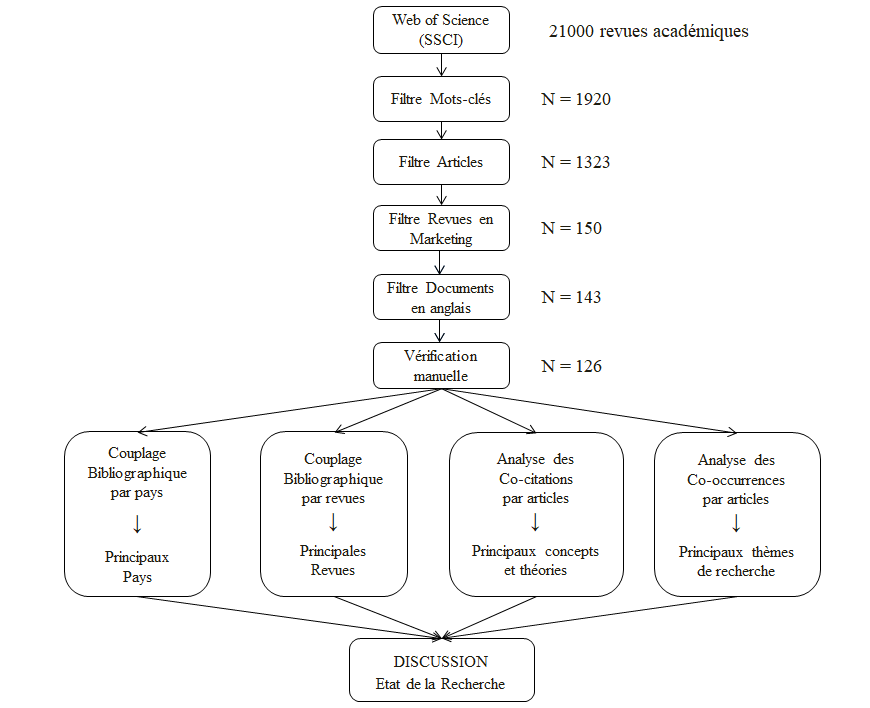 Web of Science
(SSCI)
21000 revues académiques
Filtre Mots-clés
N = 1920
Filtre Articles
N = 1323
Filtre Revues en
Marketing
N = 150
Filtre Documents
en anglais
N = 143
Vérification
manuelle
N = 126
Couplage
Bibliographique
par pays
↓
Principaux
Pays
Couplage
Bibliographique
par revues
↓
Principales
Revues
Analyse des
Co-citations
par articles
↓
Principaux concepts
et théories
Analyse des
Co-occurrences
par articles
↓
Principaux thèmes
de recherche
DISCUSSION
Etat de la Recherche